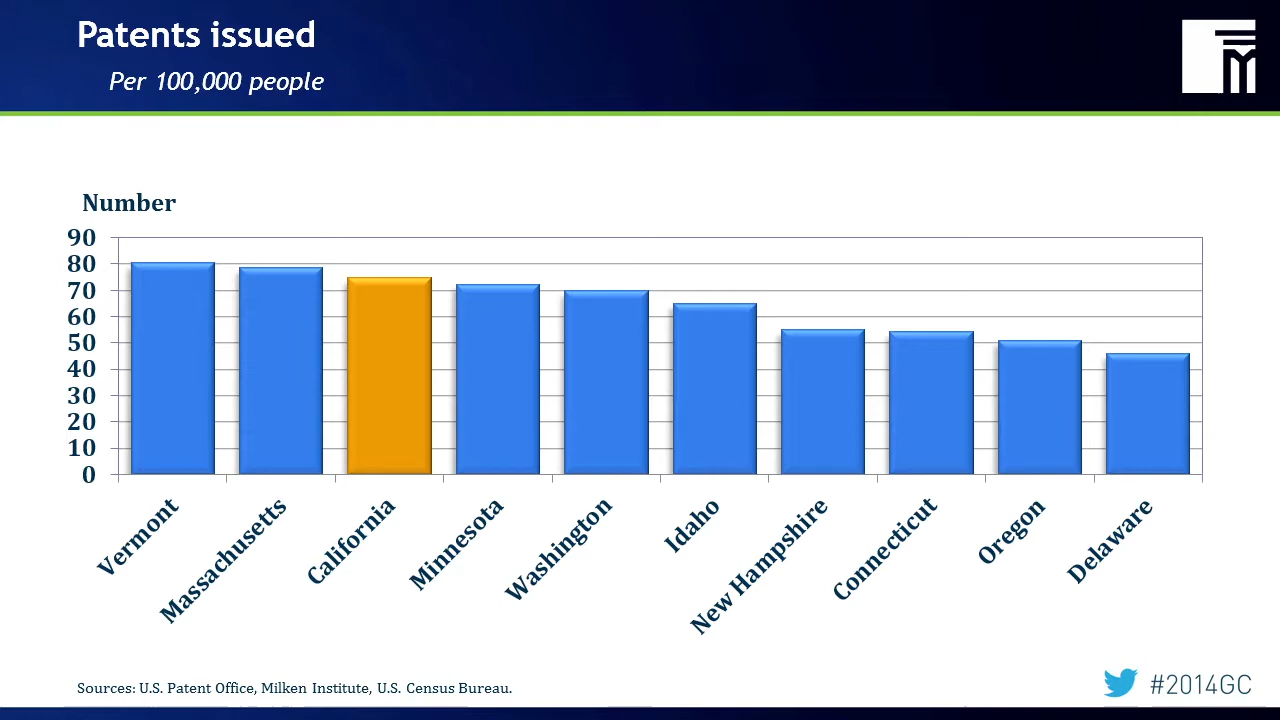 Patents issued
Per 100,000 people
Number
90
80
70
60
50
40
30
20
10
0
Vermont
Massachusetts
California
Minnesota
Washington
Idaho
New Hampshire
Connecticut
Oregon
Delaware
Sources: U.S. Patent Office, Milken Institute, U.S. Census Bureau.
#2014GC